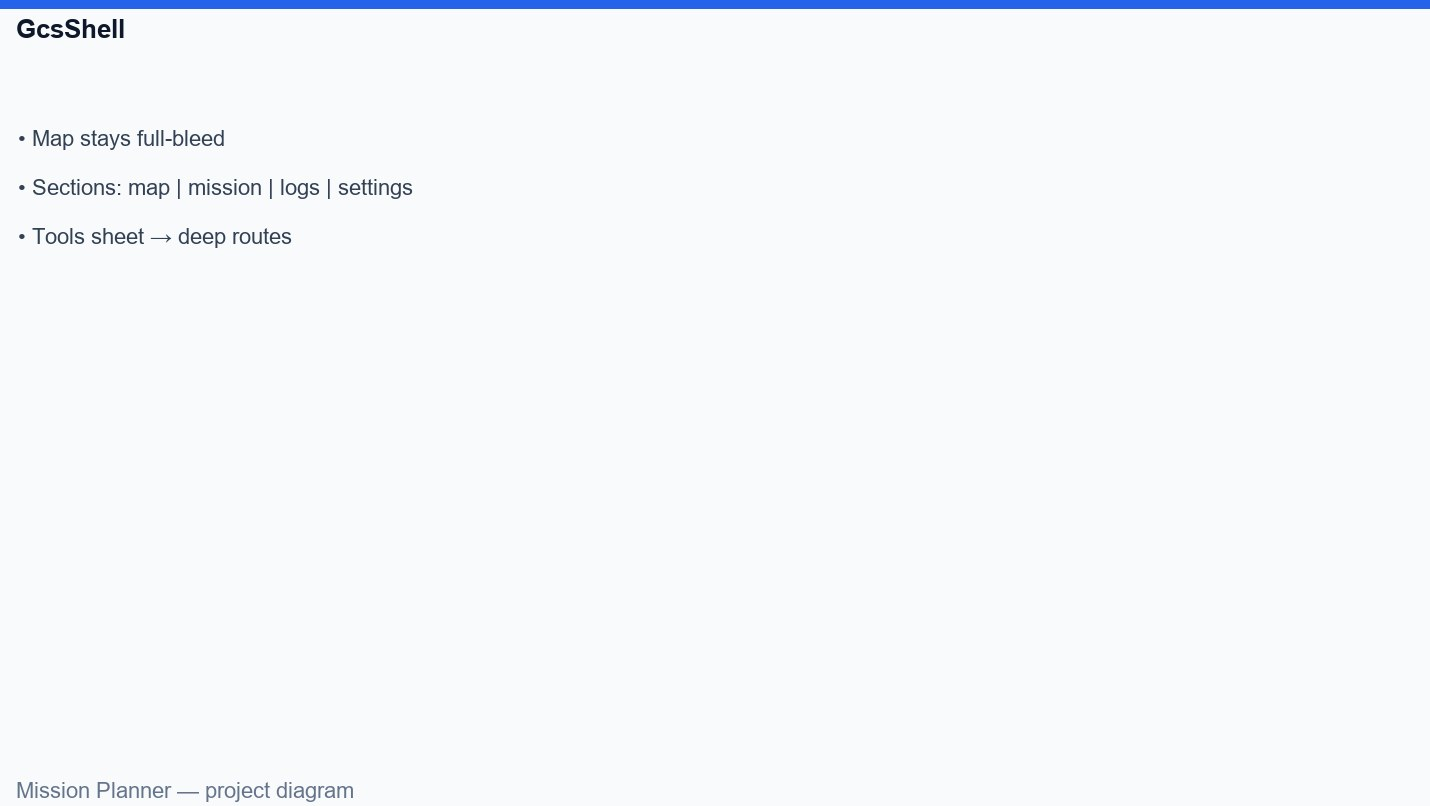 GcsShell
• Map stays full-bleed
• Sections: map | mission | logs | settings
• Tools sheet → deep routes
Mission Planner — project diagram